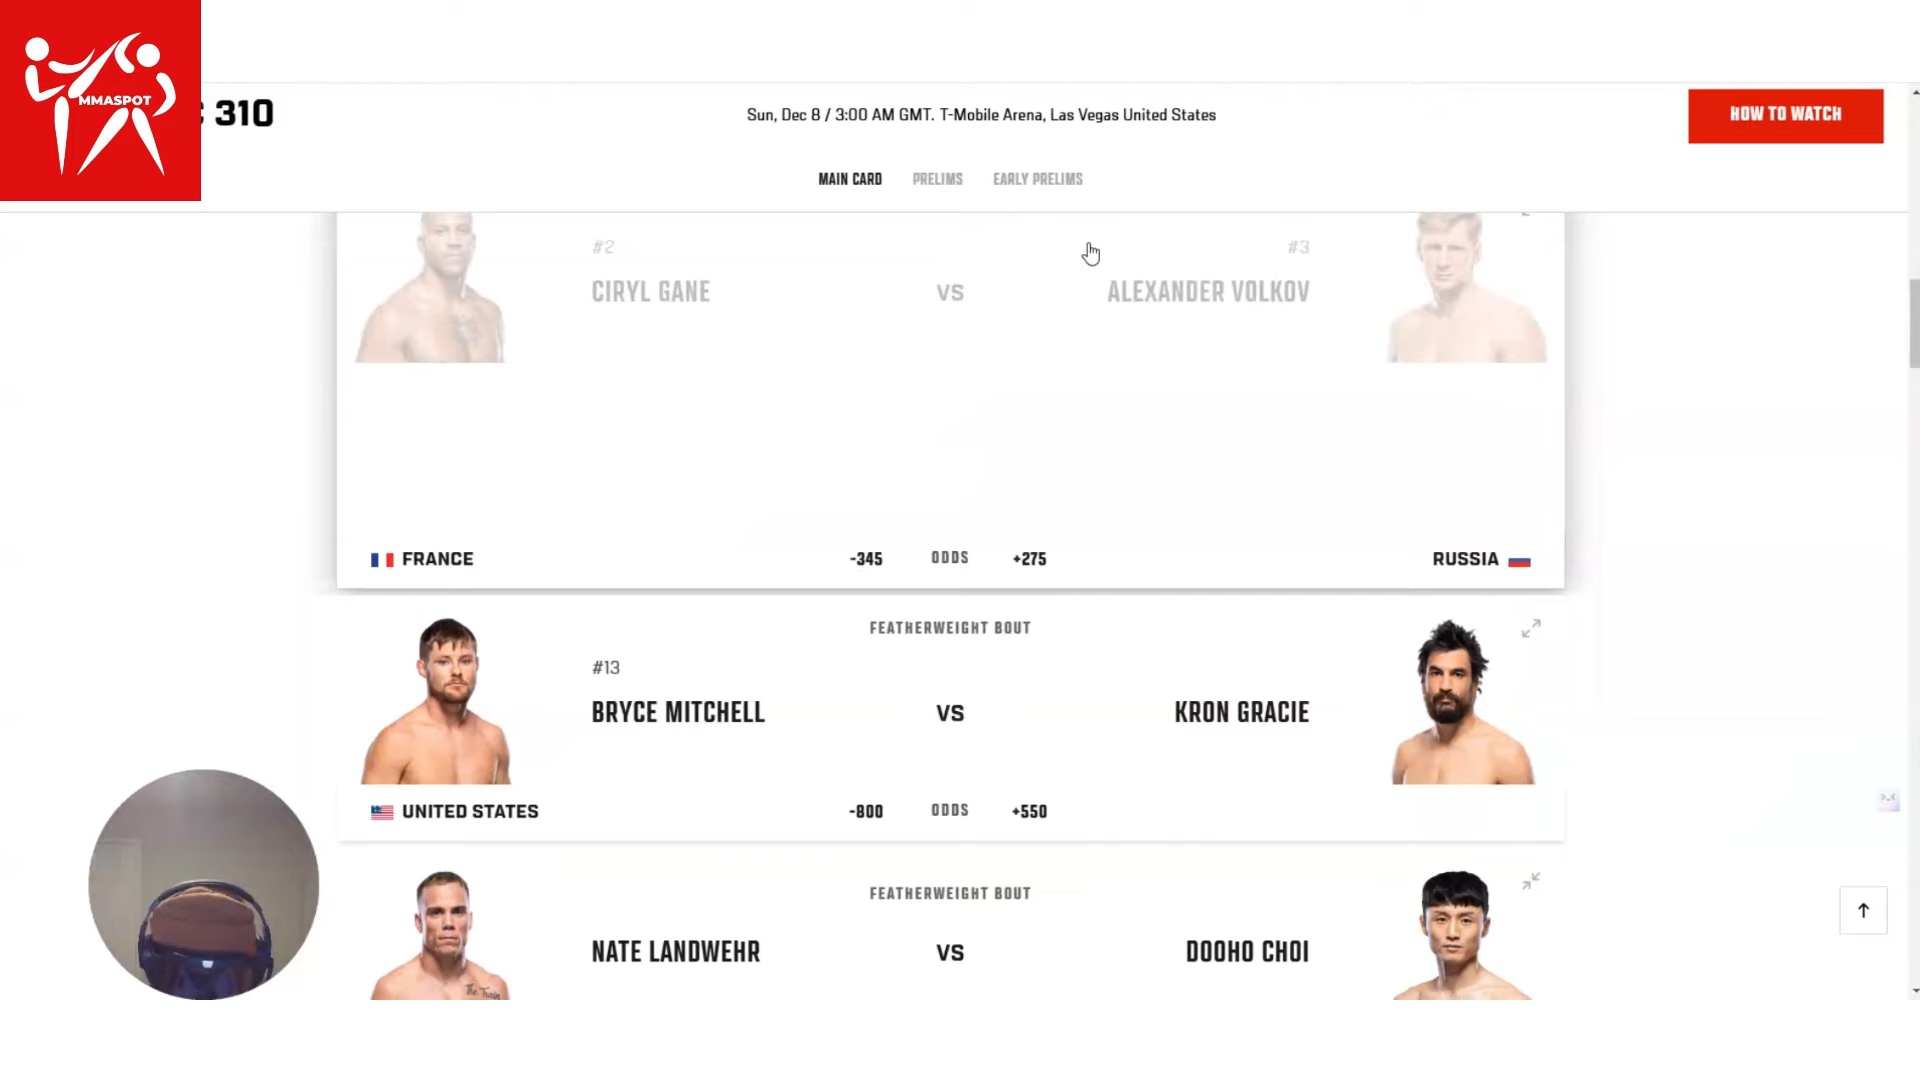 MMASPOT
310
Sun, Dec 8 / 3:00 AM GMT. T-Mobile Arena, Las Vegas United States
HOW TO WATCH
MAIN CARD PRELIMS EARLY PRELIMS
#2 #3
CIRYL GANE VS ALEXANDER VOLKOV
FRANCE -345 ODDS +275 RUSSIA
FEATHERWEIGHT BOUT
#13
BRYCE MITCHELL VS KRON GRACIE
UNITED STATES -800 ODDS +550
FEATHERWEIGHT BOUT
NATE LANDWEHR VS DOOHO CHOI
The Train